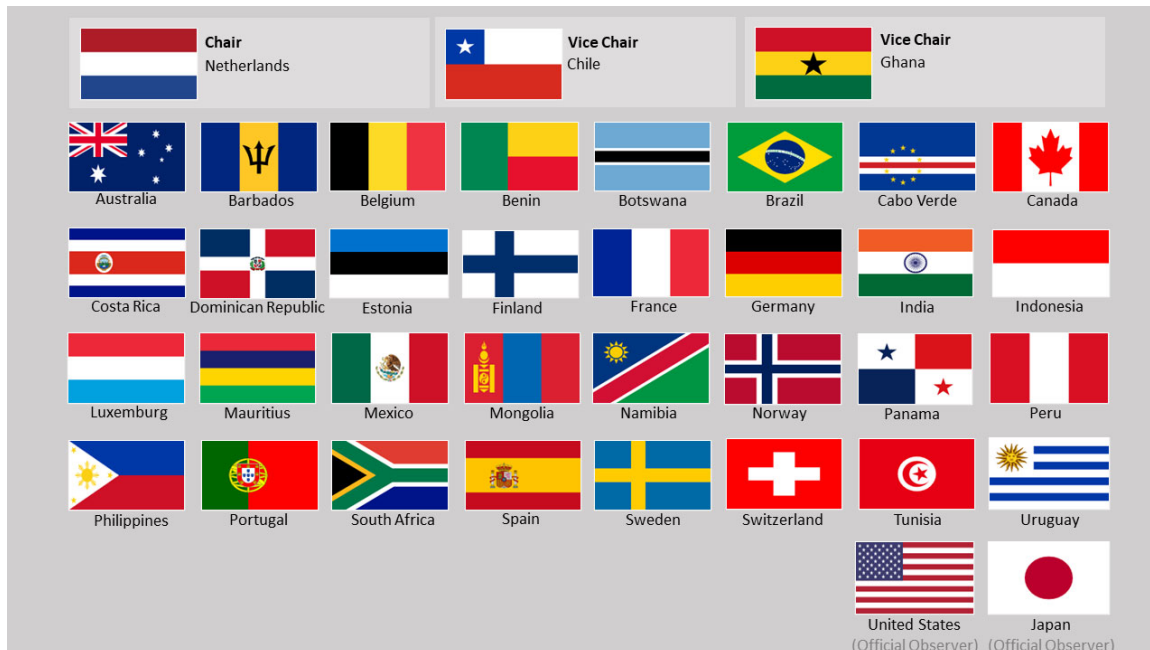 Chair
Netherlands
Vice Chair
Chile
Vice Chair
Ghana
Australia
Barbados
Belgium
Benin
Botswana
Brazil
Cabo Verde
Canada
Costa Rica
Dominican Republic
Estonia
Finland
France
Germany
India
Indonesia
Luxemburg
Mauritius
Mexico
Mongolia
Namibia
Norway
Panama
Peru
Philippines
Portugal
South Africa
Spain
Sweden
Switzerland
Tunisia
Uruguay
United States
(Official Observer)
Japan
(Official Observer)